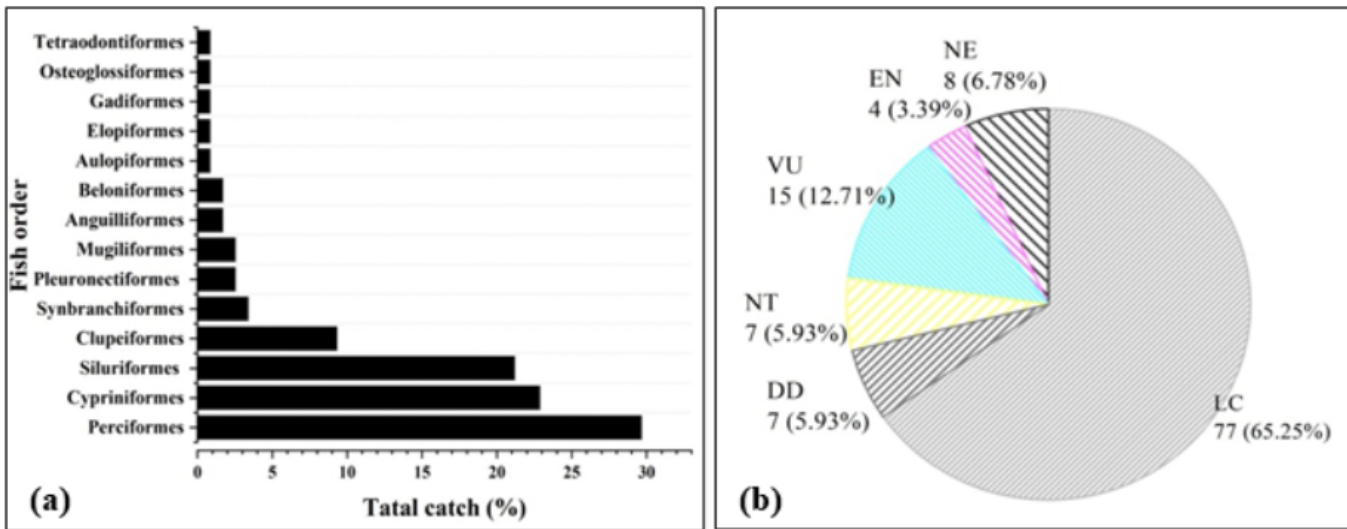 Tetraodontiformes
Osteoglossiformes
Gadiformes
Elopiformes
Aulopiformes
Beloniformes
Anguilliformes
Mugiliformes
Pleuronectiformes
Synbranchiformes
Clupeiformes
Siluriformes
Cypriniformes
Perciformes
Fish order
0 5 10 15 20 25 30
Tatal catch (%)
(a)
NE
8 (6.78%)
EN
4 (3.39%)
VU
15 (12.71%)
NT
7 (5.93%)
DD
7 (5.93%)
LC
77 (65.25%)
(b)